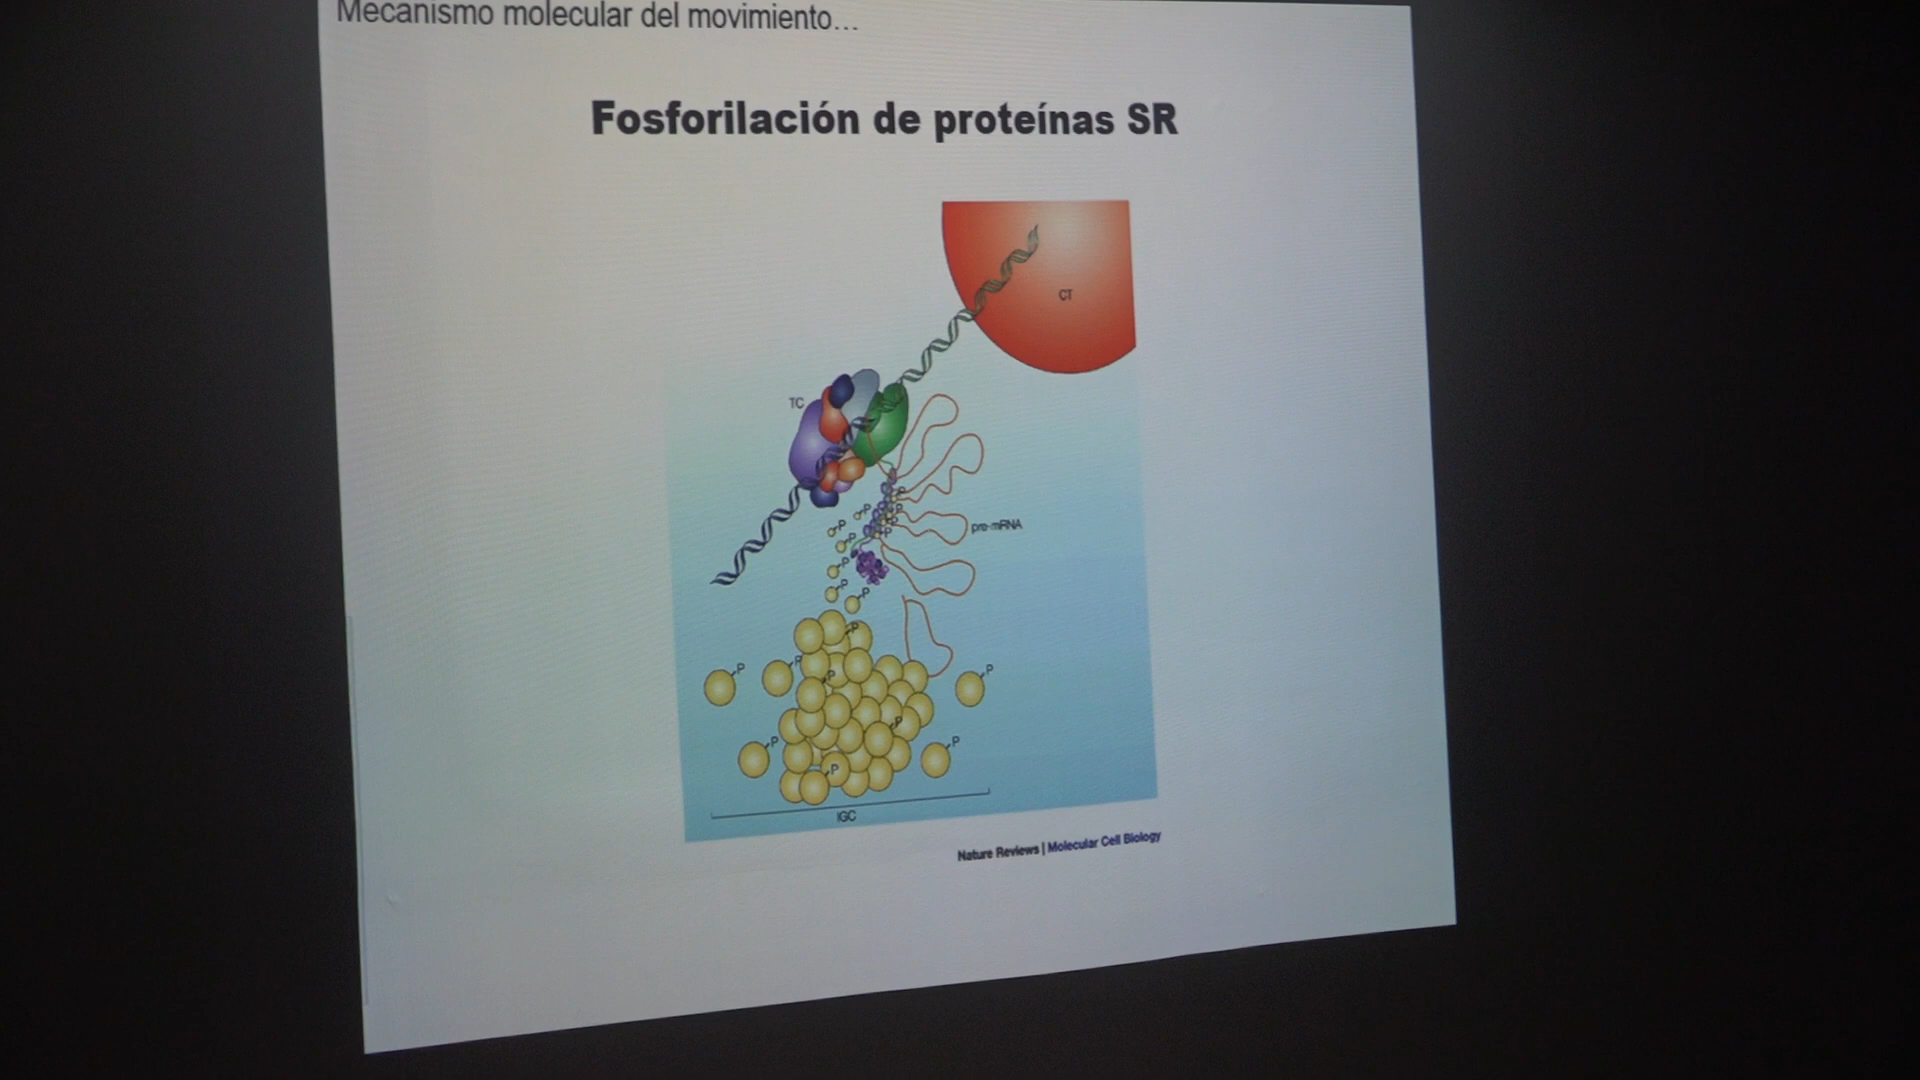 Mecanismo molecular del movimiento...
Fosforilación de proteínas SR
CT
TC
P
P
P
P
P
P
P
pre-mRNA
P
P
P
P
P
P
P
P
P
P
P
P
P
IGC
Nature Reviews | Molecular Cell Biology